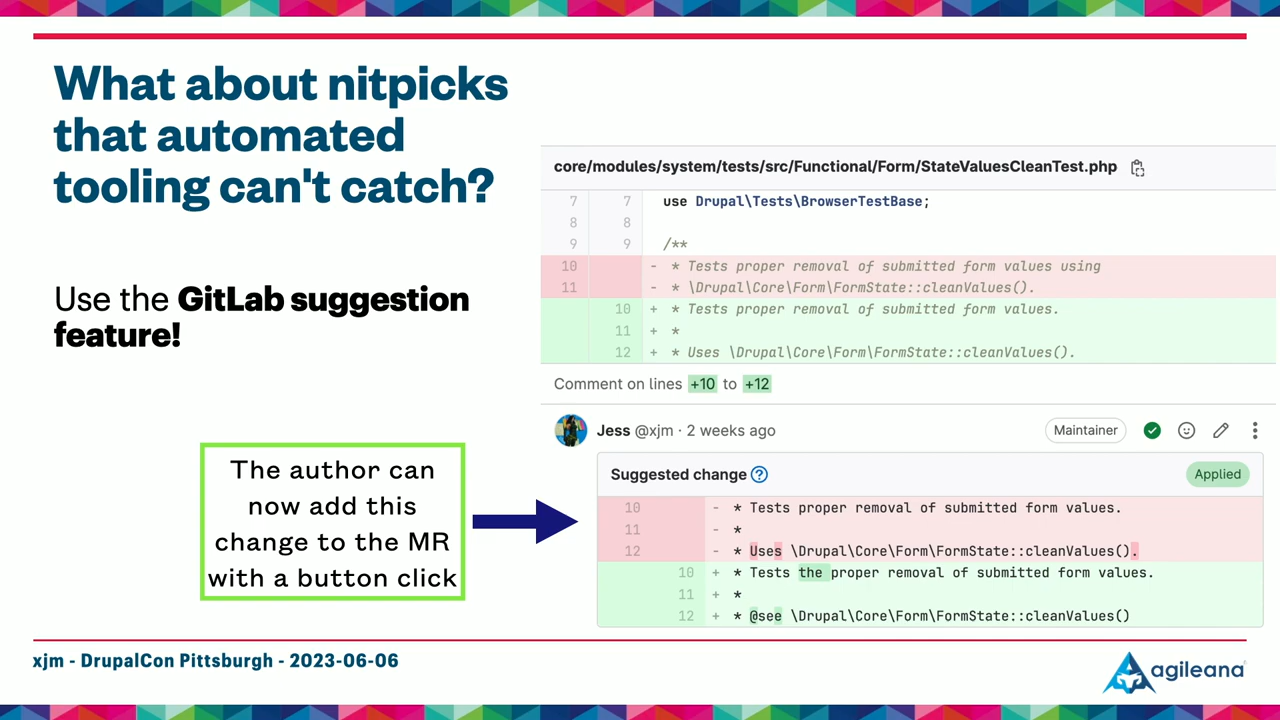 What about nitpicks
that automated
tooling can't catch?
Use the GitLab suggestion
feature!
The author can
now add this
change to the MR
with a button click
core/modules/system/tests/src/Functional/Form/StateValuesCleanTest.php
7 7 use Drupal\Tests\BrowserTestBase;
8 8
9 9 /**
10 - * Tests proper removal of submitted form values using
11 - * \Drupal\Core\Form\FormState::cleanValues().
10 + * Tests proper removal of submitted form values.
11 + *
12 + * Uses \Drupal\Core\Form\FormState::cleanValues().
Comment on lines +10 to +12
Jess @xjm · 2 weeks ago Maintainer
Suggested change ? Applied
10 - * Tests proper removal of submitted form values.
11 - *
12 - * Uses \Drupal\Core\Form\FormState::cleanValues().
10 + * Tests the proper removal of submitted form values.
11 + *
12 + * @see \Drupal\Core\Form\FormState::cleanValues()
xjm - DrupalCon Pittsburgh - 2023-06-06
agileana